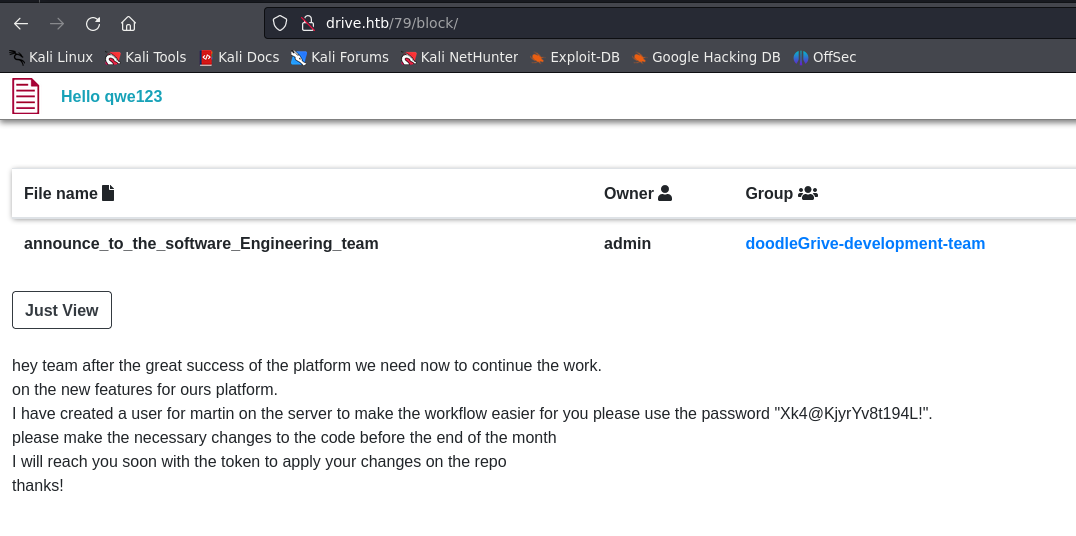 drive.htb/79/block/
Kali Linux Kali Tools Kali Docs Kali Forums Kali NetHunter Exploit-DB Google Hacking DB OffSec
Hello qwe123
File name Owner Group
announce_to_the_software_Engineering_team admin doodleGrive-development-team
Just View
hey team after the great success of the platform we need now to continue the work.
on the new features for ours platform.
I have created a user for martin on the server to make the workflow easier for you please use the password "Xk4@KjyrYv8t194L!".
please make the necessary changes to the code before the end of the month
I will reach you soon with the token to apply your changes on the repo
thanks!